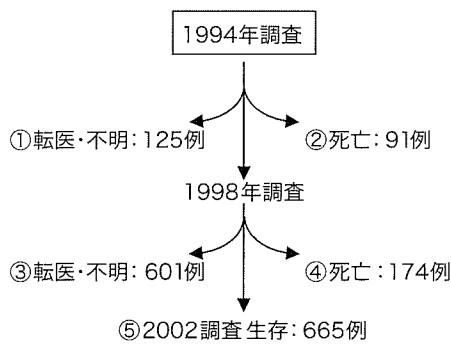 1994年調査
①転医・不明：125例
②死亡：91例
1998年調査
③転医・不明：601例
④死亡：174例
⑤2002調査 生存：665例